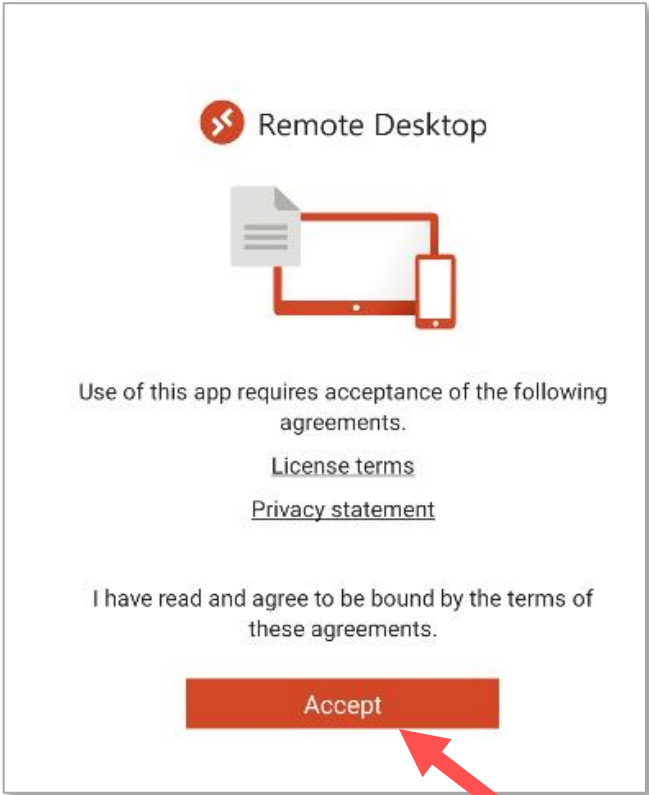 Remote Desktop
Use of this app requires acceptance of the following
agreements.
License terms
Privacy statement
I have read and agree to be bound by the terms of
these agreements.
Accept